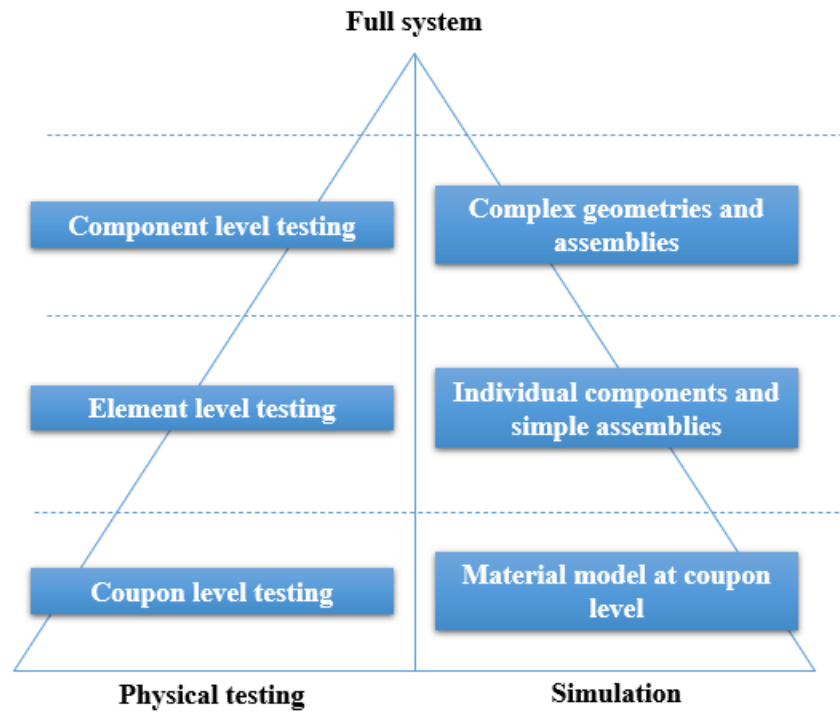 Full system
Component level testing
Complex geometries and
assemblies
Element level testing
Individual components and
simple assemblies
Coupon level testing
Material model at coupon
level
Physical testing
Simulation